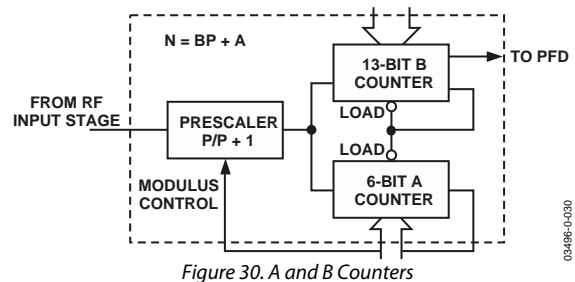 N = BP + A
13-BIT B
COUNTER
TO PFD
LOAD
FROM RF
INPUT STAGE
PRESCALER
P/P + 1
LOAD
MODULUS
CONTROL
6-BIT A
COUNTER
03496-0-030
Figure 30. A and B Counters